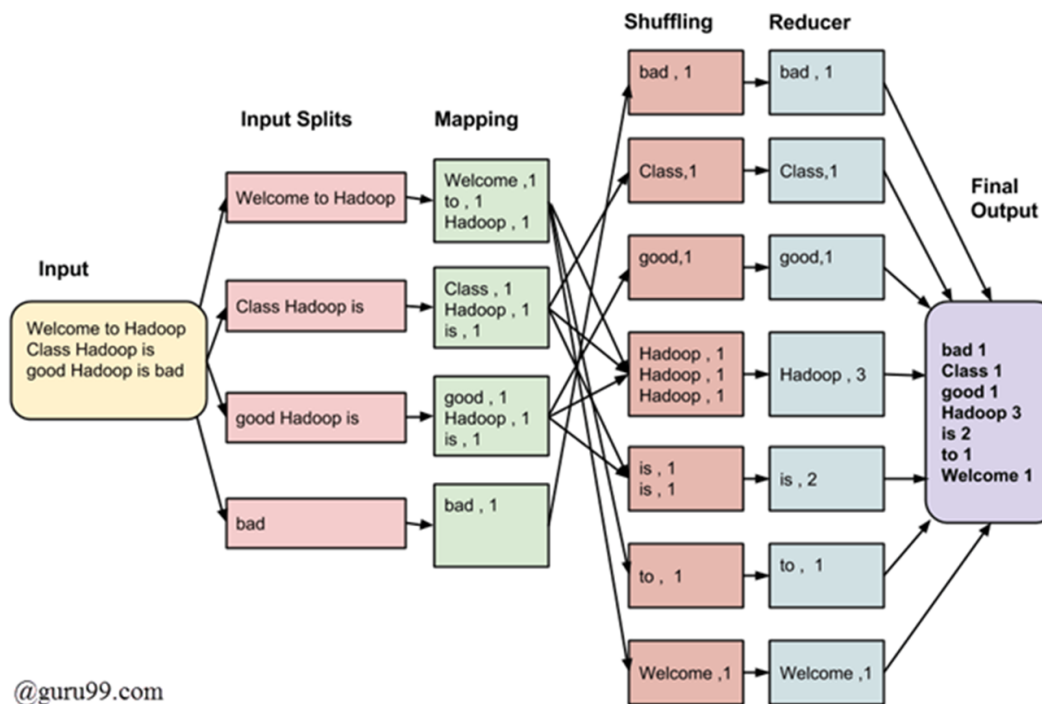 Shuffling
Reducer
bad , 1
bad , 1
Input Splits
Mapping
Class,1
Class,1
Final
Output
Welcome to Hadoop
Welcome ,1
to , 1
Hadoop , 1
good,1
good,1
Input
Class Hadoop is
Class , 1
Hadoop , 1
is , 1
Welcome to Hadoop
Class Hadoop is
good Hadoop is bad
Hadoop , 1
Hadoop , 1
Hadoop , 1
Hadoop , 3
bad 1
Class 1
good 1
Hadoop 3
is 2
to 1
Welcome 1
good Hadoop is
good , 1
Hadoop , 1
is , 1
is , 1
is , 1
is , 2
bad
bad , 1
to , 1
to , 1
Welcome ,1
Welcome ,1
@guru99.com